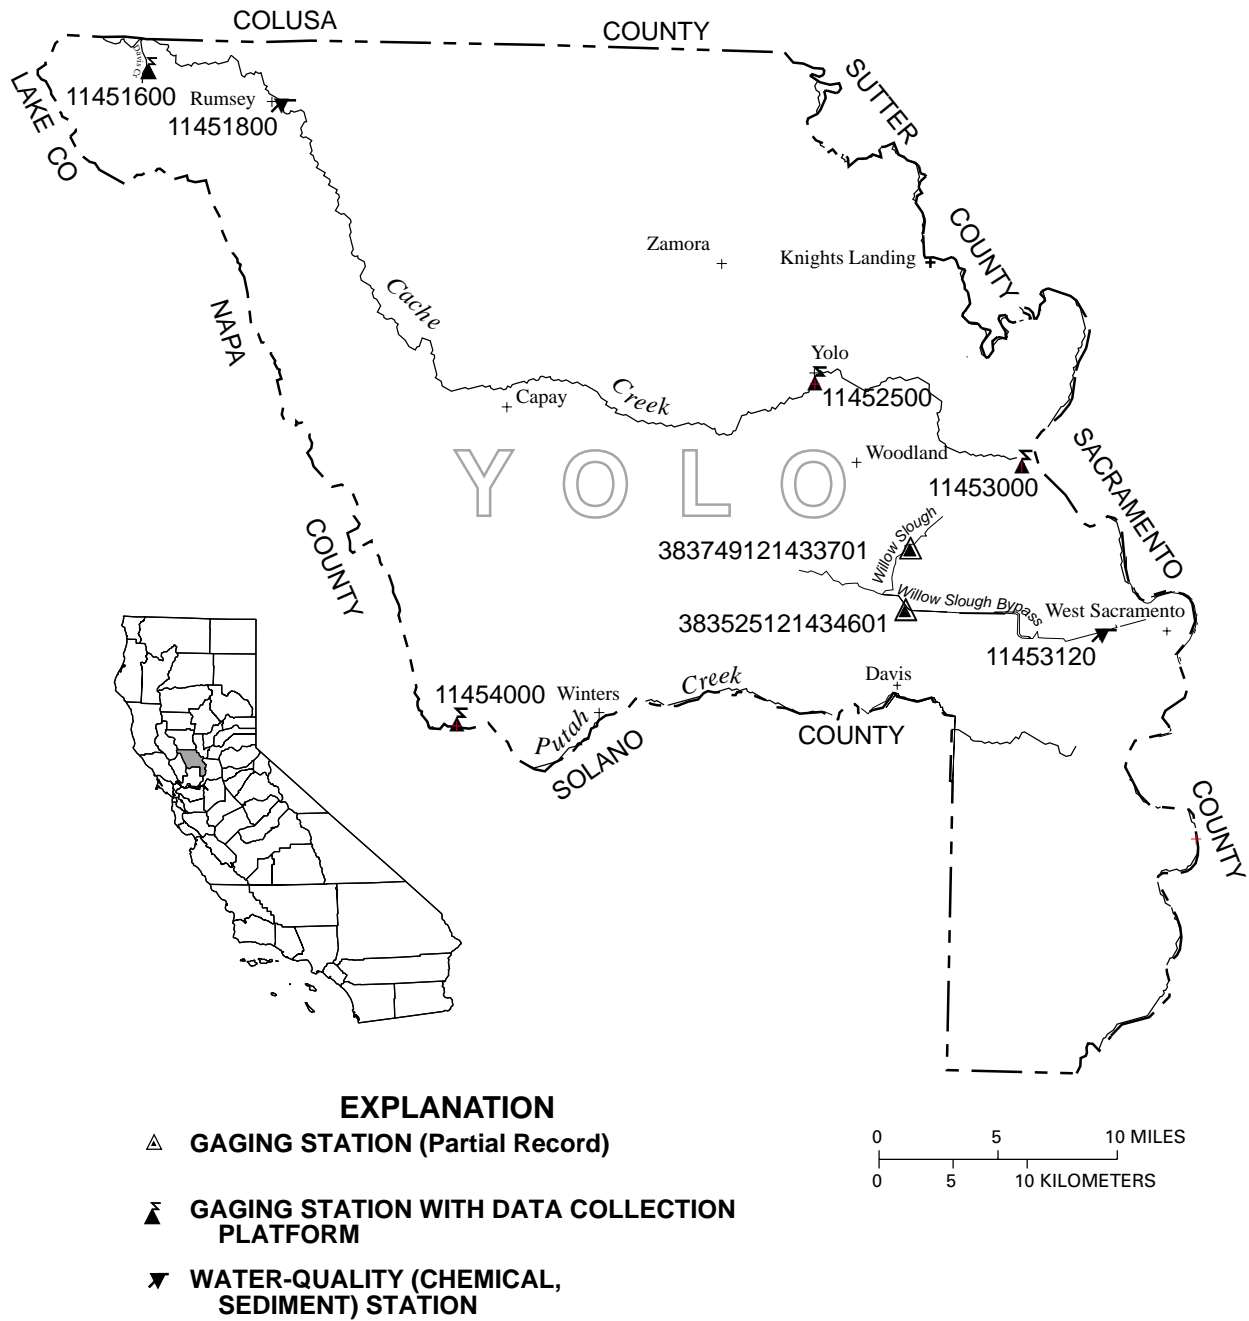 COLUSA
COUNTY
LAKE CO
Davis Cr
11451600
Rumsey
11451800
SUTTER
COUNTY
Zamora
Knights Landing
NAPA
COUNTY
Cache
Creek
Yolo
11452500
Capay
Woodland
YOLO
11453000
SACRAMENTO
COUNTY
Willow Slough
383749121433701
Willow Slough Bypass
383525121434601
West Sacramento
11453120
11454000
Winters
Putah
Creek
Davis
SOLANO
COUNTY
EXPLANATION
GAGING STATION (Partial Record)
GAGING STATION WITH DATA COLLECTION
PLATFORM
WATER-QUALITY (CHEMICAL,
SEDIMENT) STATION
0 5 10 MILES
0 5 10 KILOMETERS